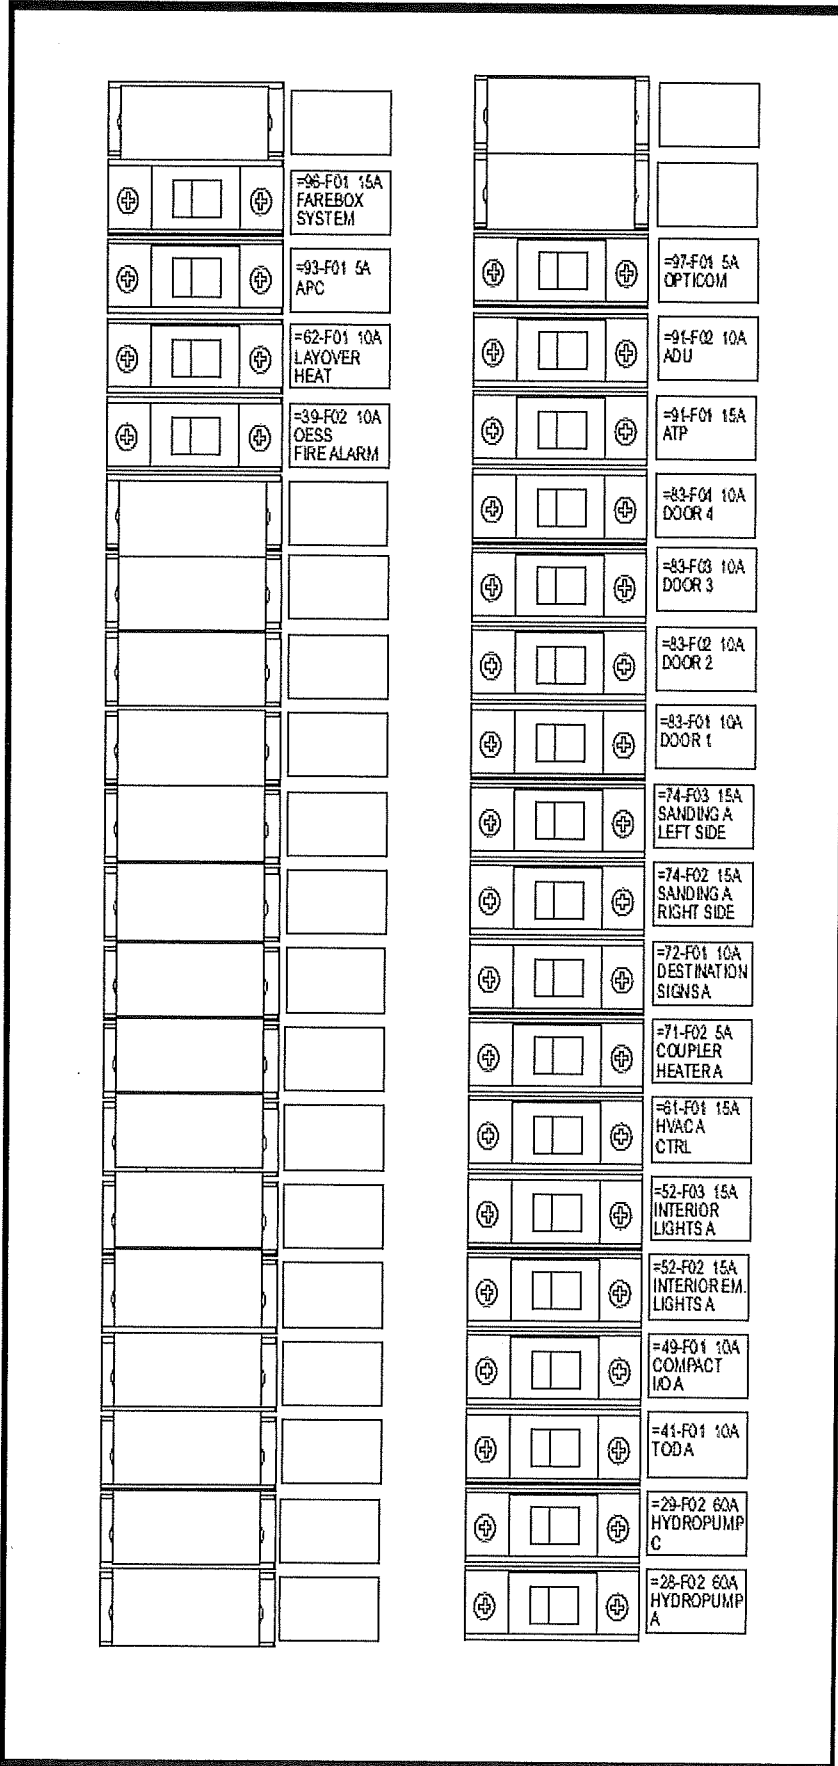 =96-F01 15A
FAREBOX
SYSTEM
=93-F01 5A
APC
=62-F01 10A
LAYOVER
HEAT
=39-F02 10A
OESS
FIRE ALARM
=97-F01 5A
OPTICOM
=91-F02 10A
ADU
=91-F01 15A
ATP
=83-F04 10A
DOOR 4
=83-F03 10A
DOOR 3
=83-F02 10A
DOOR 2
=83-F01 10A
DOOR 1
=74-F03 15A
SANDING A
LEFT SIDE
=74-F02 15A
SANDING A
RIGHT SIDE
=72-F01 10A
DESTINATION
SIGNS A
=71-F02 5A
COUPLER
HEATER A
=61-F01 15A
HVAC A
CTRL
=52-F03 15A
INTERIOR
LIGHTS A
=52-F02 15A
INTERIOR EM.
LIGHTS A
=49-F01 10A
COMPACT
I/O A
=41-F01 10A
TOD A
=29-F02 60A
HYDROPUMP
C
=28-F02 60A
HYDROPUMP
A